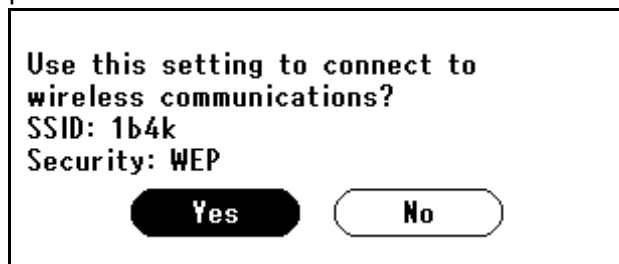 Use this setting to connect to
wireless communications?
SSID: 1b4k
Security: WEP
Yes No